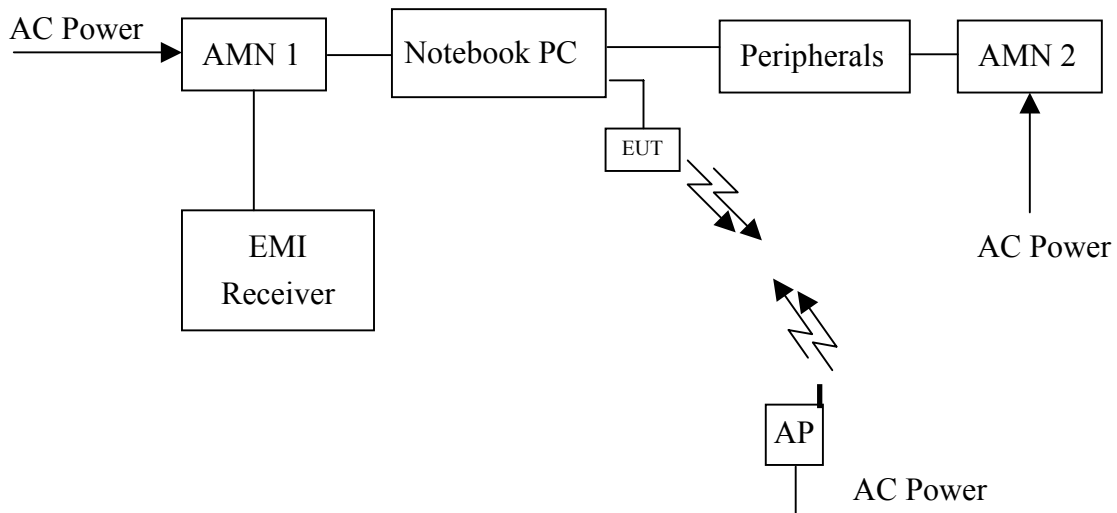 AC Power
AMN 1
Notebook PC
Peripherals
AMN 2
EUT
EMI
Receiver
AC Power
AP
AC Power